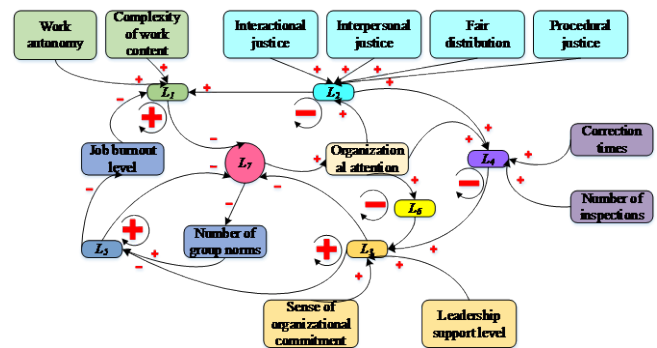 Work
autonomy
Complexity
of work
content
Interactional
justice
Interpersonal
justice
Fair
distribution
Procedural
justice
L1
L2
Job burnout
level
L7
Organization
al attention
L4
Correction
times
Number of
inspections
L6
L5
Number of
group norms
L3
Sense of
organizational
commitment
Leadership
support level